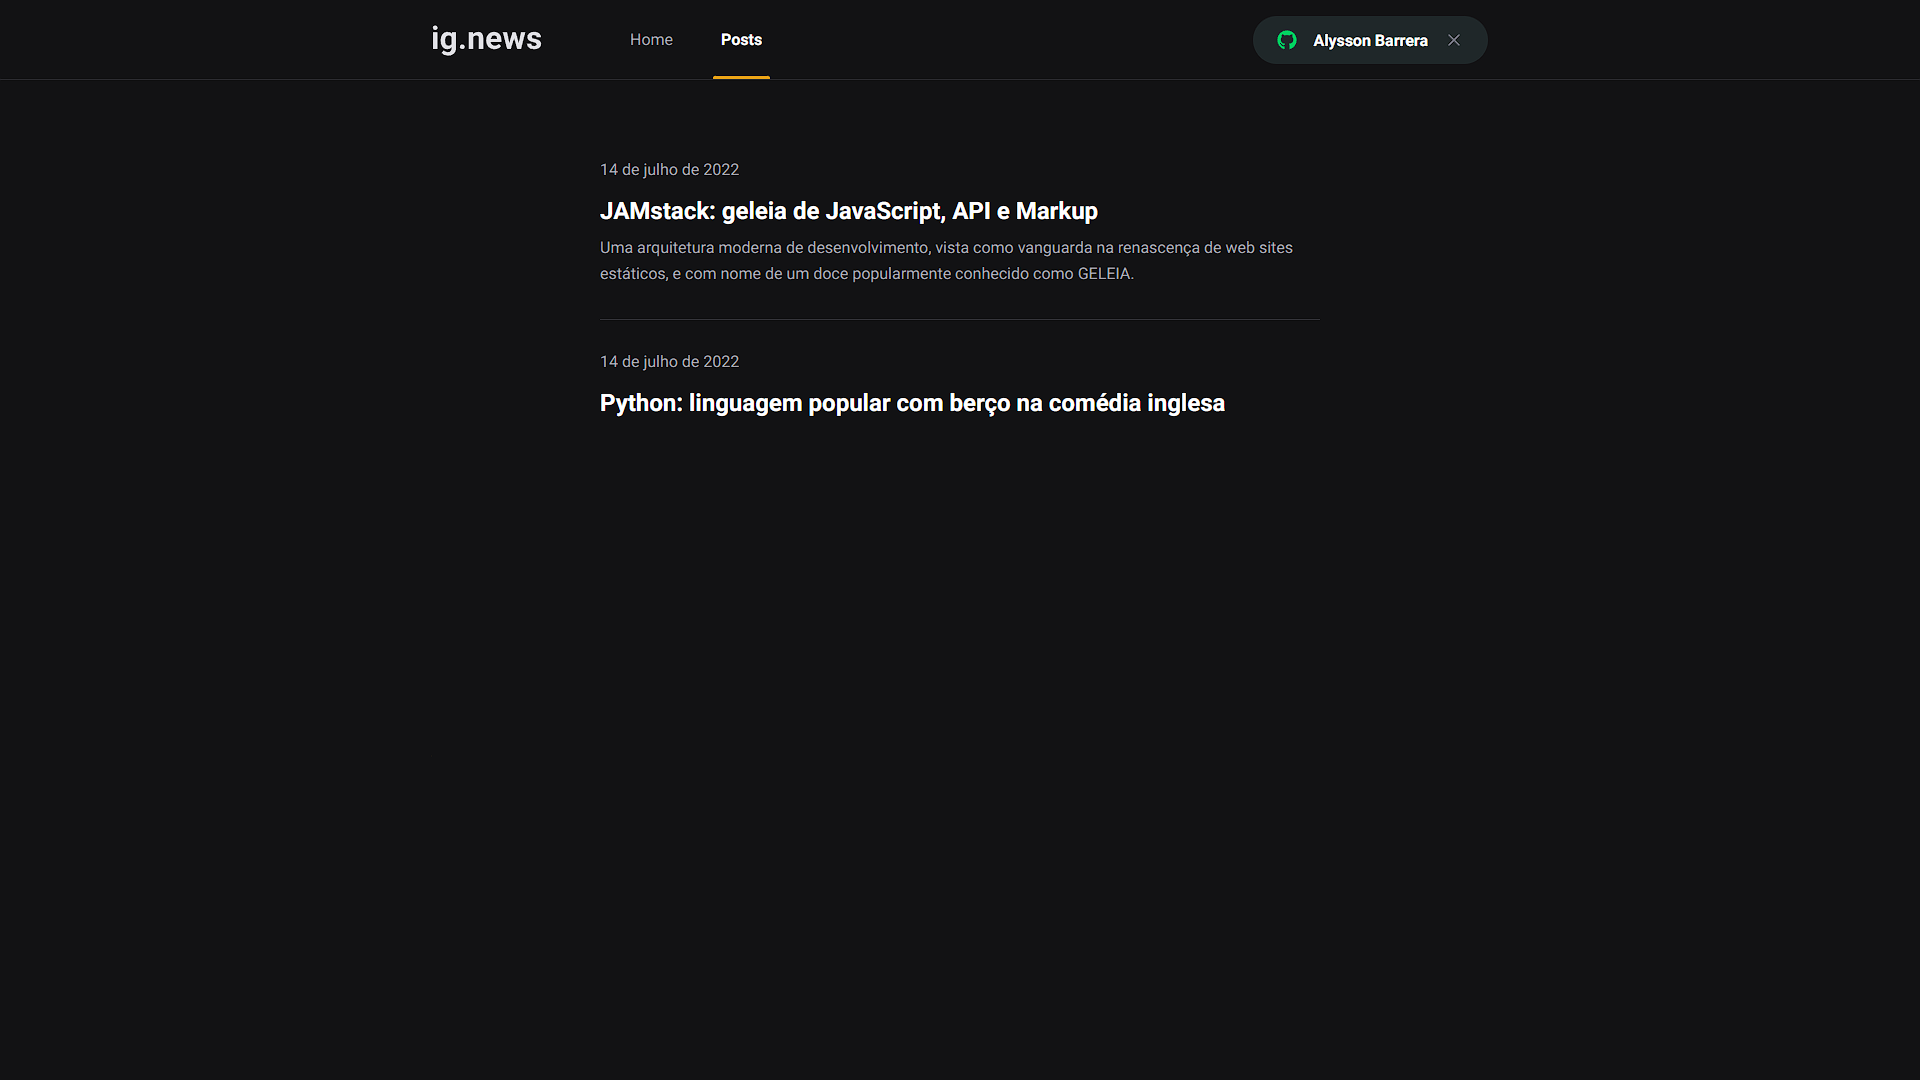 ig.news
Home
Posts
Alysson Barrera
14 de julho de 2022
JAMstack: geleia de JavaScript, API e Markup
Uma arquitetura moderna de desenvolvimento, vista como vanguarda na renascença de web sites
estáticos, e com nome de um doce popularmente conhecido como GELEIA.
14 de julho de 2022
Python: linguagem popular com berço na comédia inglesa